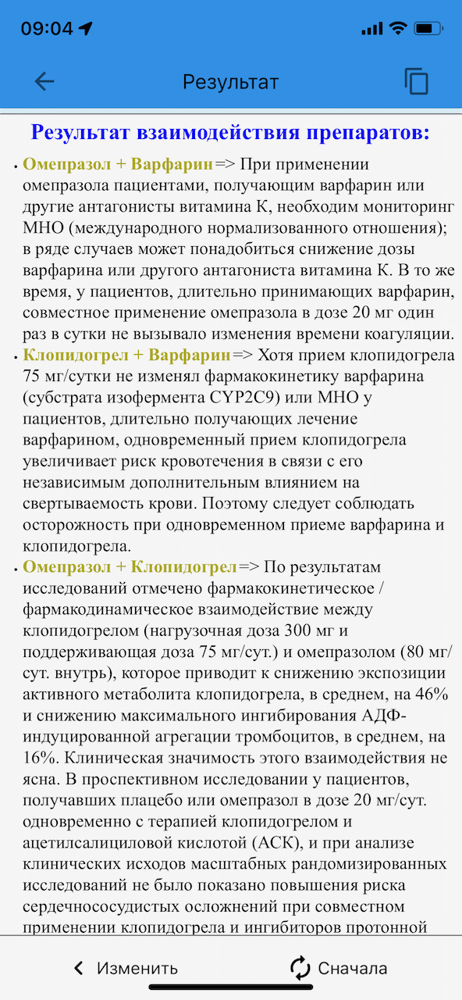 09:04
Результат
Результат взаимодействия препаратов:
• Омепразол + Варфарин=> При применении
омепразола пациентами, получающим варфарин или
другие антагонисты витамина К, необходим мониторинг
МНО (международного нормализованного отношения);
в ряде случаев может понадобиться снижение дозы
варфарина или другого антагониста витамина К. В то же
время, у пациентов, длительно принимающих варфарин,
совместное применение омепразола в дозе 20 мг один
раз в сутки не вызывало изменения времени коагуляции.
• Клопидогрел + Варфарин=> Хотя прием клопидогрела
75 мг/сутки не изменял фармакокинетику варфарина
(субстрата изофермента CYP2C9) или МНО у
пациентов, длительно получающих лечение
варфарином, одновременный прием клопидогрела
увеличивает риск кровотечения в связи с его
независимым дополнительным влиянием на
свертываемость крови. Поэтому следует соблюдать
осторожность при одновременном приеме варфарина и
клопидогрела.
• Омепразол + Клопидогрел=> По результатам
исследований отмечено фармакокинетическое /
фармакодинамическое взаимодействие между
клопидогрелом (нагрузочная доза 300 мг и
поддерживающая доза 75 мг/сут.) и омепразолом (80 мг/
сут. внутрь), которое приводит к снижению экспозиции
активного метаболита клопидогрела, в среднем, на 46%
и снижению максимального ингибирования АДФ-
индуцированной агрегации тромбоцитов, в среднем, на
16%. Клиническая значимость этого взаимодействия не
ясна. В проспективном исследовании у пациентов,
получавших плацебо или омепразол в дозе 20 мг/сут.
одновременно с терапией клопидогрелом и
ацетилсалициловой кислотой (АСК), и при анализе
клинических исходов масштабных рандомизированных
исследований не было показано повышения риска
сердечнососудистых осложнений при совместном
применении клопидогрела и ингибиторов протонной
Изменить
Сначала